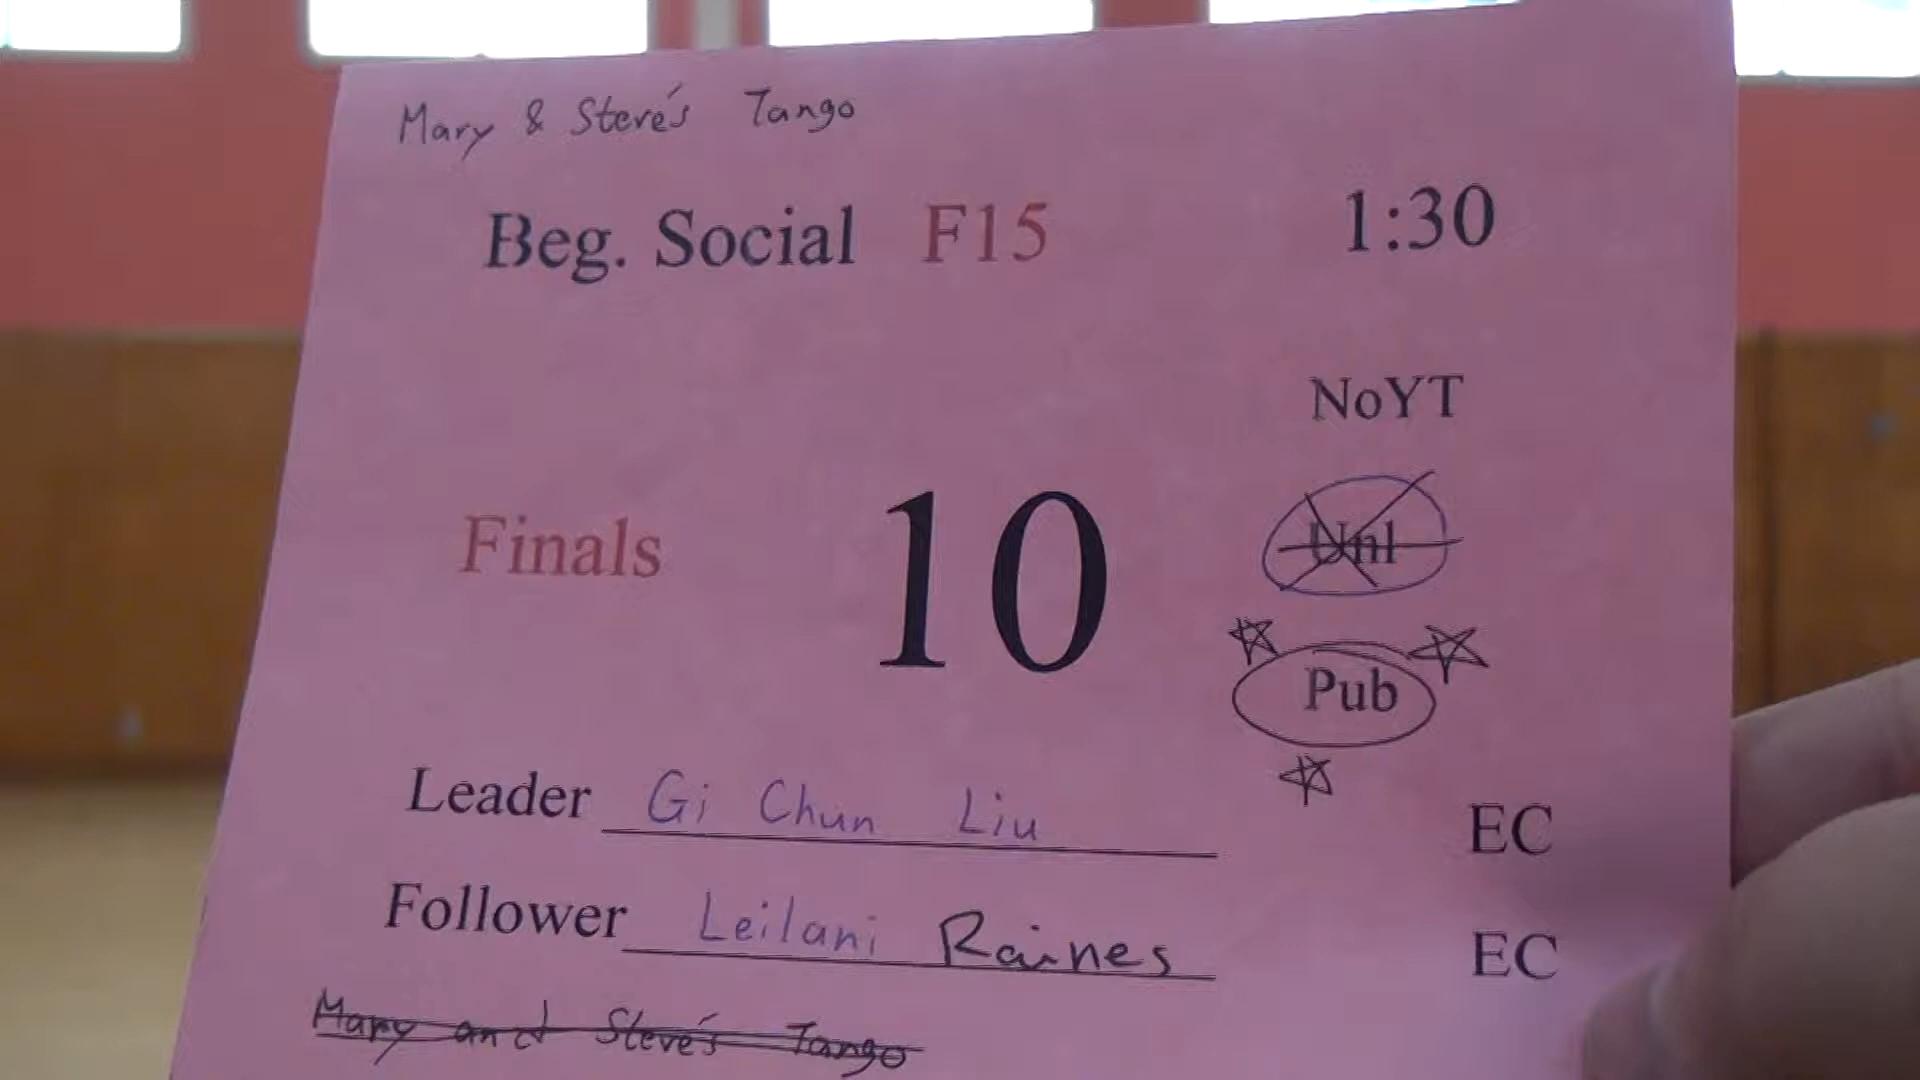 Mary & Steve's Tango
Beg. Social F15 1:30
NoYT
Finals 10 Unl
Pub
Leader Gi Chun Liu EC
Follower Leilani Raines EC
Mary and Steve's Tango